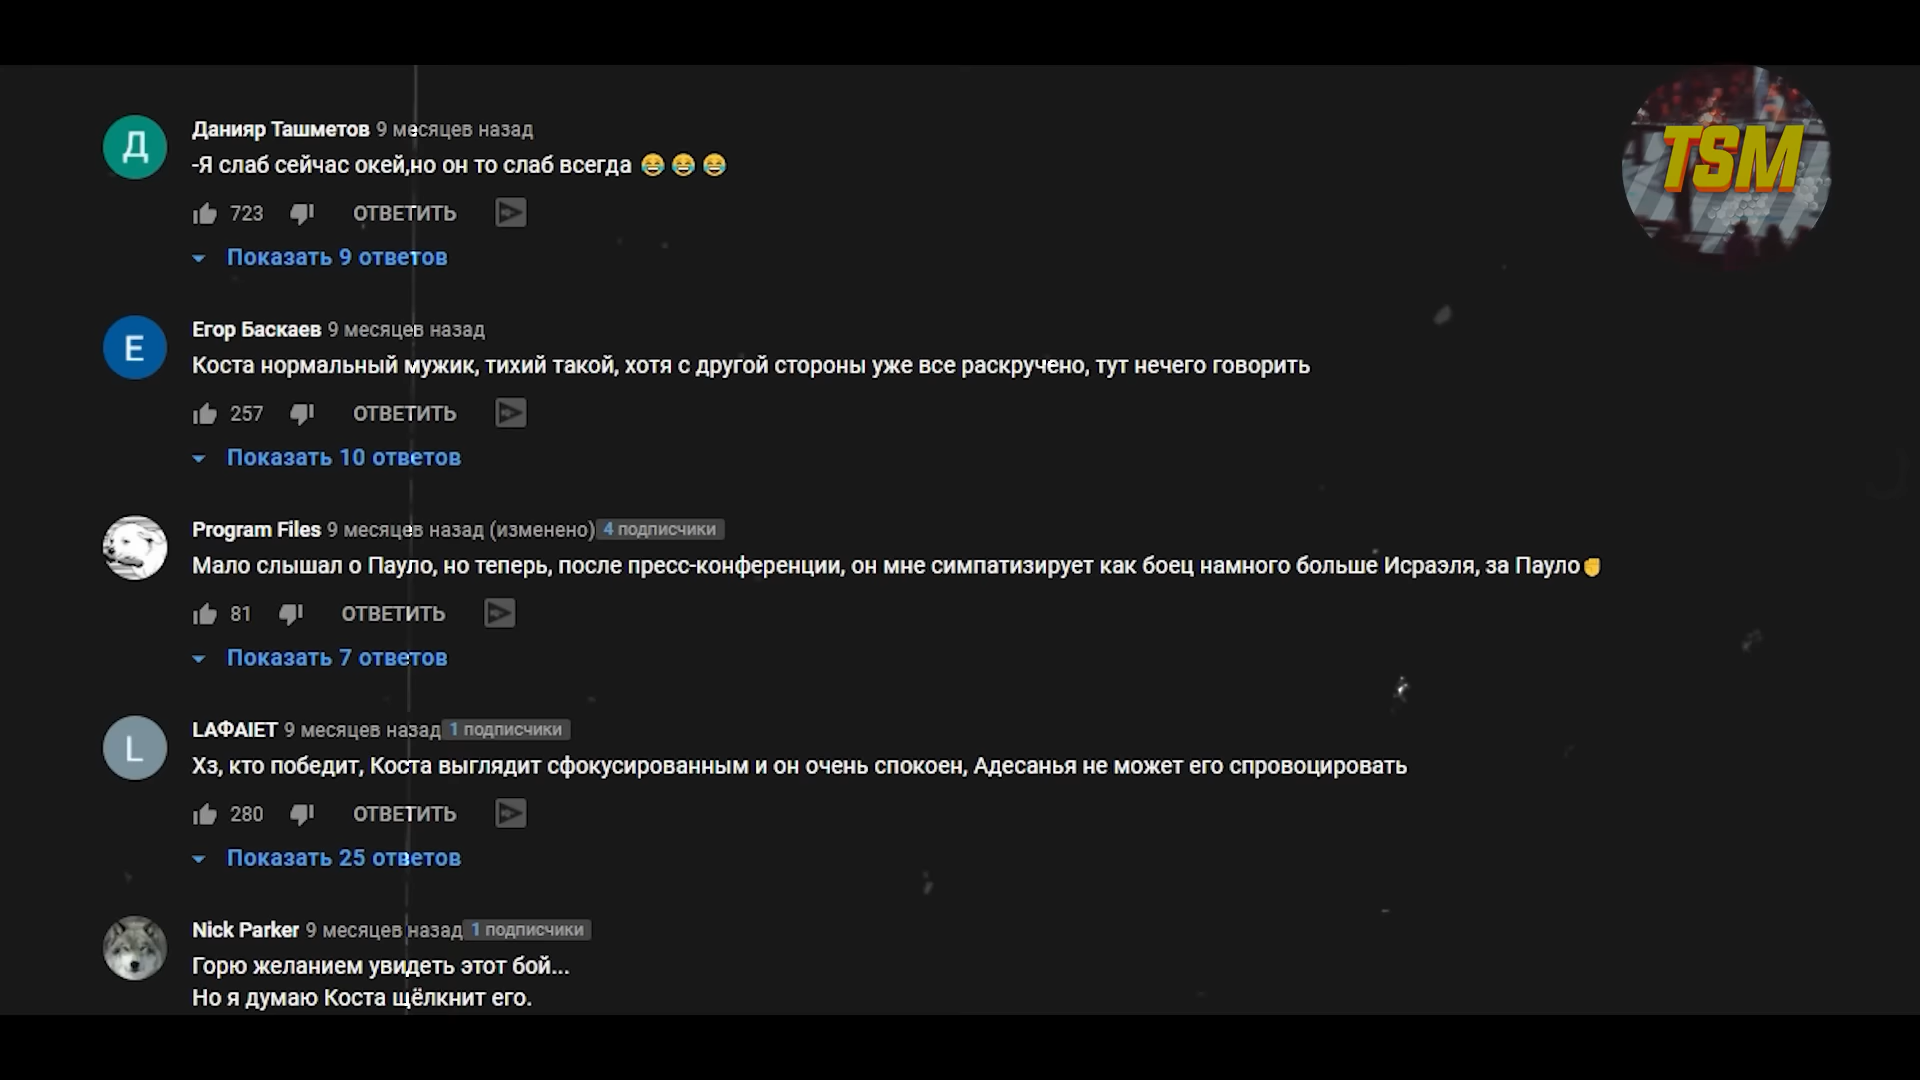 TSM
Д
Данияр Ташметов 9 месяцев назад
-Я слаб сейчас окей,но он то слаб всегда 😂 😂 😂
723 ОТВЕТИТЬ
Показать 9 ответов
Е
Егор Баскаев 9 месяцев назад
Коста нормальный мужик, тихий такой, хотя с другой стороны уже все раскручено, тут нечего говорить
257 ОТВЕТИТЬ
Показать 10 ответов
Program Files 9 месяцев назад (изменено) 4 подписчики
Мало слышал о Пауло, но теперь, после пресс-конференции, он мне симпатизирует как боец намного больше Исраэля, за Пауло✊
81 ОТВЕТИТЬ
Показать 7 ответов
L
LAФAIET 9 месяцев назад 1 подписчики
Хз, кто победит, Коста выглядит сфокусированным и он очень спокоен, Адесанья не может его спровоцировать
280 ОТВЕТИТЬ
Показать 25 ответов
Nick Parker 9 месяцев назад 1 подписчики
Горю желанием увидеть этот бой...
Но я думаю Коста щёлкнит его.